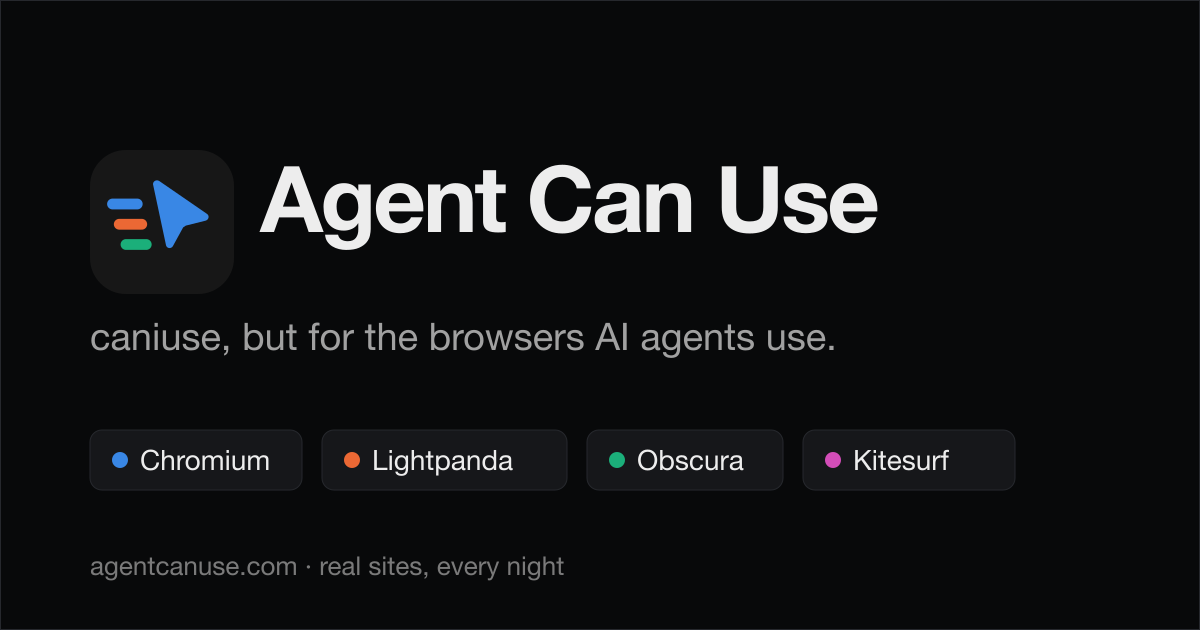 Agent Can Use
caniuse, but for the browsers AI agents use.
Chromium Lightpanda Obscura Kitesurf
agentcanuse.com · real sites, every night